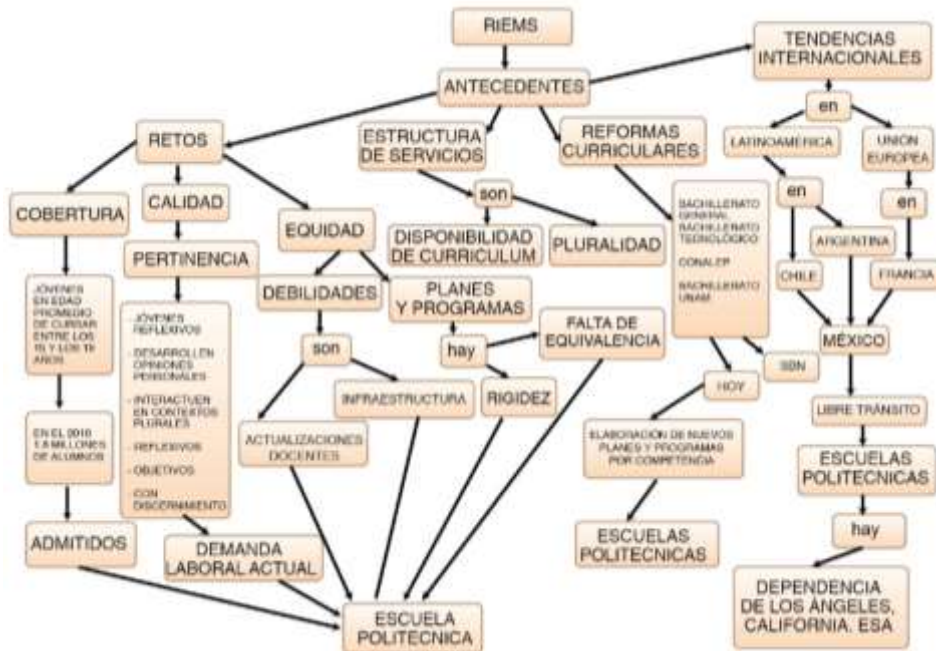 RIEMS
ANTECEDENTES
TENDENCIAS
INTERNACIONALES
en
LATINOAMÉRICA
UNION
EUROPEA
en
en
ARGENTINA
CHILE
FRANCIA
MÉXICO
LIBRE TRÁNSITO
ESCUELAS
POLITECNICAS
hay
DEPENDENCIA
DE LOS ÁNGELES,
CALIFORNIA. ESA
RETOS
COBERTURA
JÓVENES
EN EDAD
PROMEDIO
DE CURSAR
ENTRE LOS
AÑOS
EN EL 2010
MILLONES
DE ALUMNOS
ADMITIDOS
CALIDAD
PERTINENCIA
JÓVENES
REFLEXIVOS
- DESARROLLEN
OPINIONES
PERSONALES
- INTERACTUEN
EN CONTEXTOS
PLURALES
- REFLEXIVOS
- OBJETIVOS
- CON
DISCERNIMIENTO
DEMANDA
LABORAL ACTUAL
EQUIDAD
DEBILIDADES
son
ACTUALIZACIONES
DOCENTES
INFRAESTRUCTURA
PLANES
Y PROGRAMAS
hay
RIGIDEZ
FALTA DE
EQUIVALENCIA
ESCUELA
POLITECNICA
ESTRUCTURA
DE SERVICIOS
son
DISPONIBILIDAD
DE CURRICULUM
PLURALIDAD
REFORMAS
CURRICULARES
BACHILLERATO
GENERAL
BACHILLERATO
TECNOLÓGICO
CONALEP
BACHILLERATO
UNAM
HOY
SON
ELABORACIÓN DE NUEVOS
PLANES Y PROGRAMAS
POR COMPETENCIA
ESCUELAS
POLITECNICAS